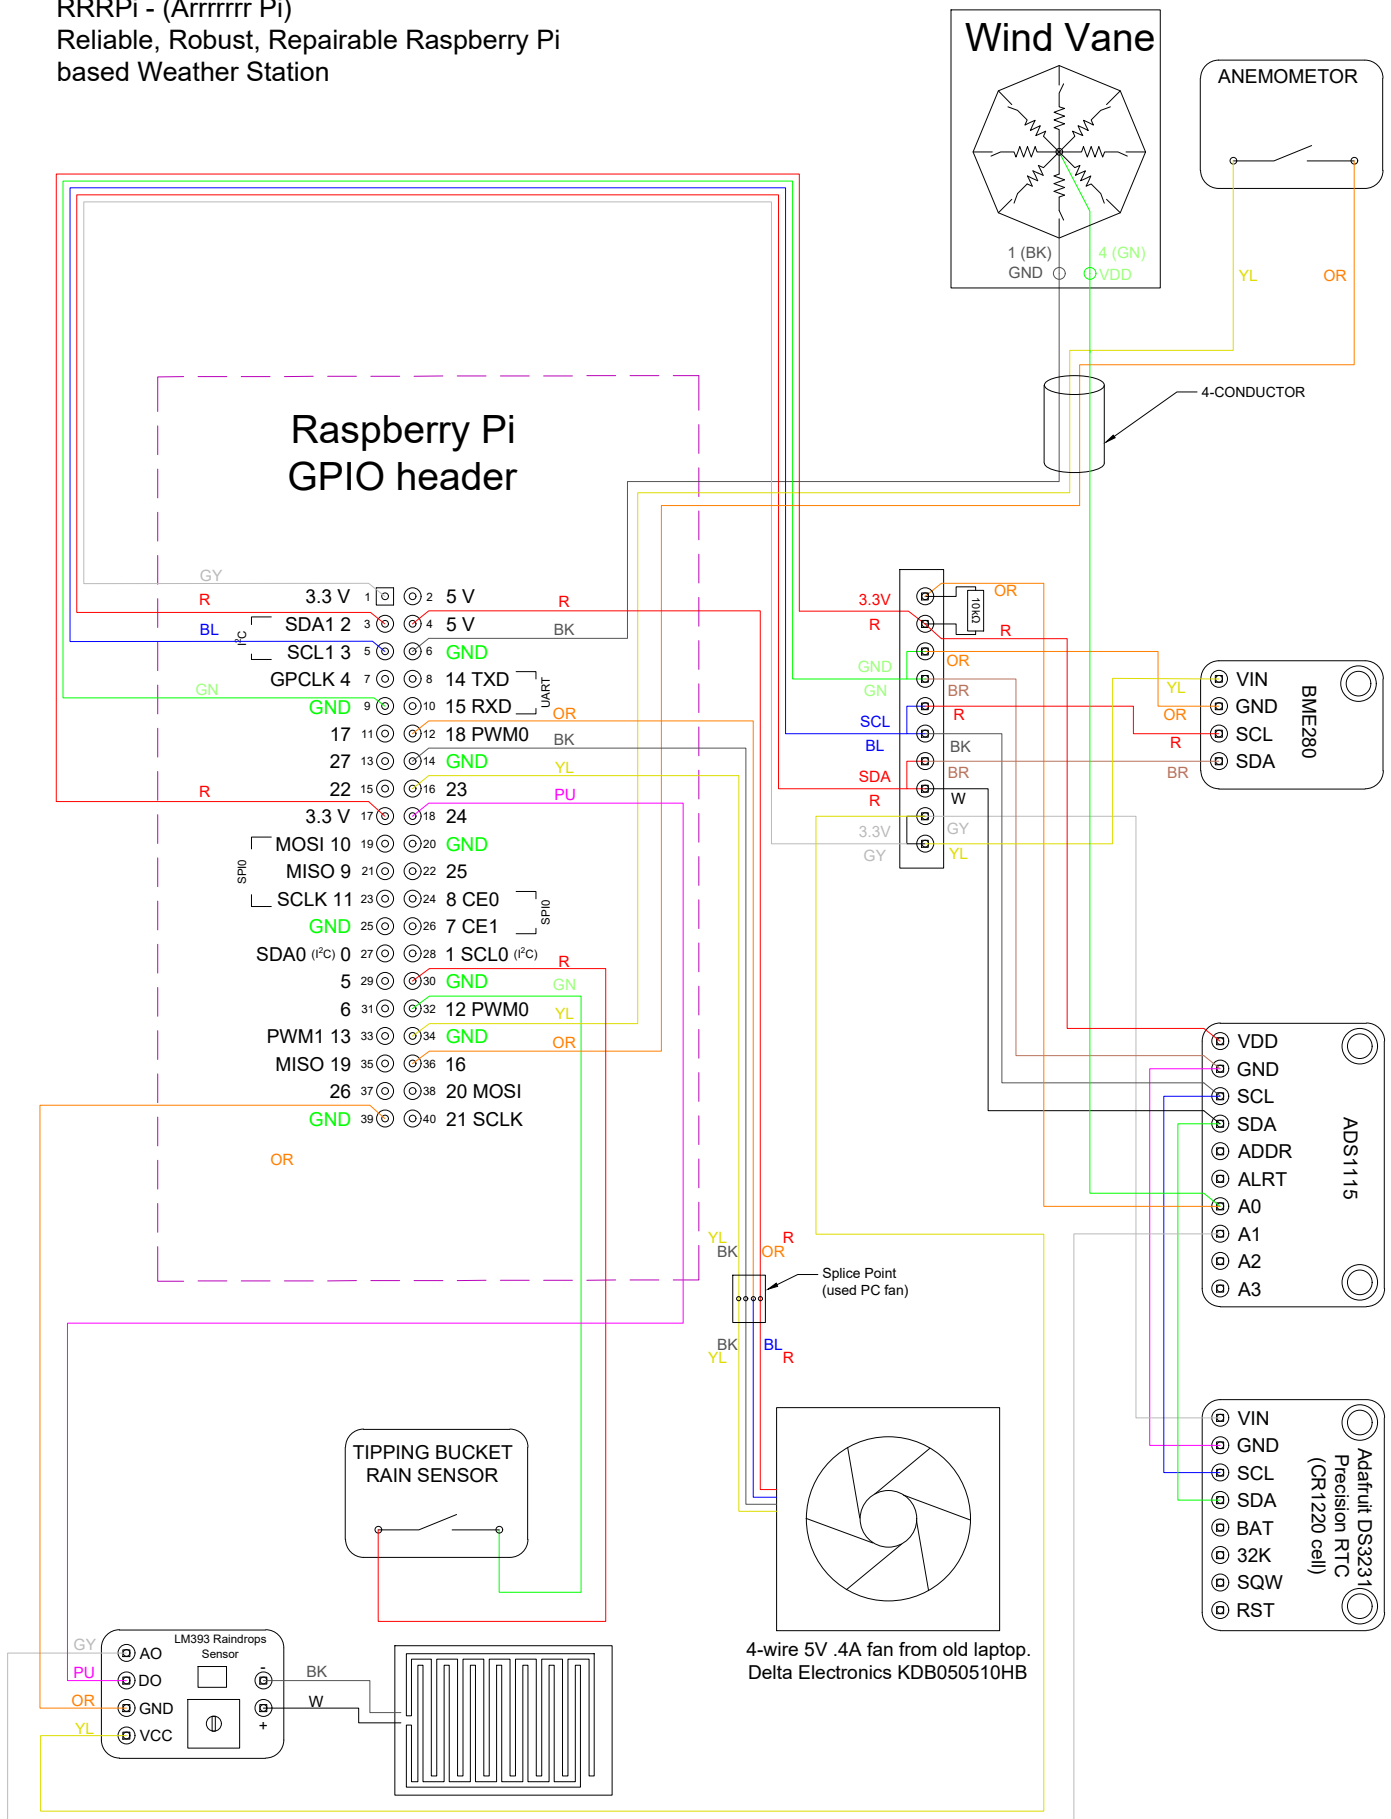 RRRPi - (Arrrrrrr Pi)
Reliable, Robust, Repairable Raspberry Pi
based Weather Station
Wind Vane
1 (BK)
GND
4 (GN)
VDD
ANEMOMETOR
YL
OR
4-CONDUCTOR
Raspberry Pi
GPIO header
GY
R
BL
GN
R
I²C
SPI0
3.3 V 1 2 5 V
SDA1 2 3 4 5 V
SCL1 3 5 6 GND
GPCLK 4 7 8 14 TXD
GND 9 10 15 RXD
17 11 12 18 PWM0
27 13 14 GND
22 15 16 23
3.3 V 17 18 24
MOSI 10 19 20 GND
MISO 9 21 22 25
SCLK 11 23 24 8 CE0
GND 25 26 7 CE1
SDA0 (I²C) 0 27 28 1 SCL0 (I²C)
5 29 30 GND
6 31 32 12 PWM0
PWM1 13 33 34 GND
MISO 19 35 36 16
26 37 38 20 MOSI
GND 39 40 21 SCLK
UART
SPI0
R
BK
OR
BK
YL
PU
R
GN
YL
OR
OR
3.3V
R
GND
GN
SCL
BL
SDA
R
3.3V
GY
10kΩ
OR
R
OR
BR
R
BK
BR
W
GY
YL
YL
OR
R
BR
VIN
GND
SCL
SDA
BME280
VDD
GND
SCL
SDA
ADDR
ALRT
A0
A1
A2
A3
ADS1115
YL
BK
OR
R
Splice Point
(used PC fan)
BK
YL
BL
R
VIN
GND
SCL
SDA
BAT
32K
SQW
RST
Adafruit DS3231
Precision RTC
(CR1220 cell)
TIPPING BUCKET
RAIN SENSOR
4-wire 5V .4A fan from old laptop.
Delta Electronics KDB050510HB
LM393 Raindrops
Sensor
GY
PU
OR
YL
AO
DO
GND
VCC
-
+
BK
W